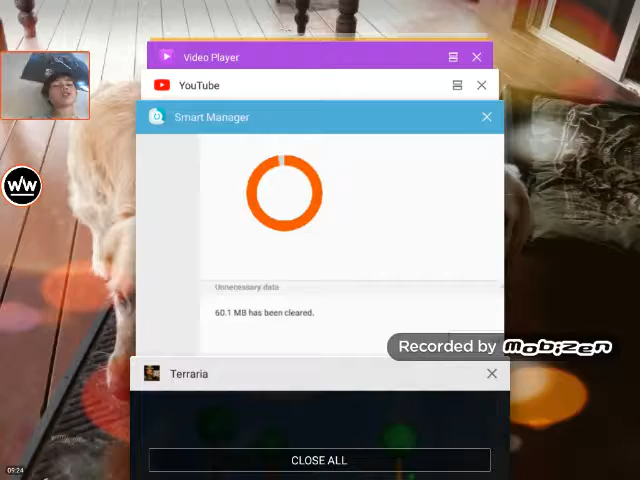 Video Player
YouTube
Smart Manager
Unnecessary data
60.1 MB has been cleared.
Recorded by mobizen
Terraria
CLOSE ALL
09:24